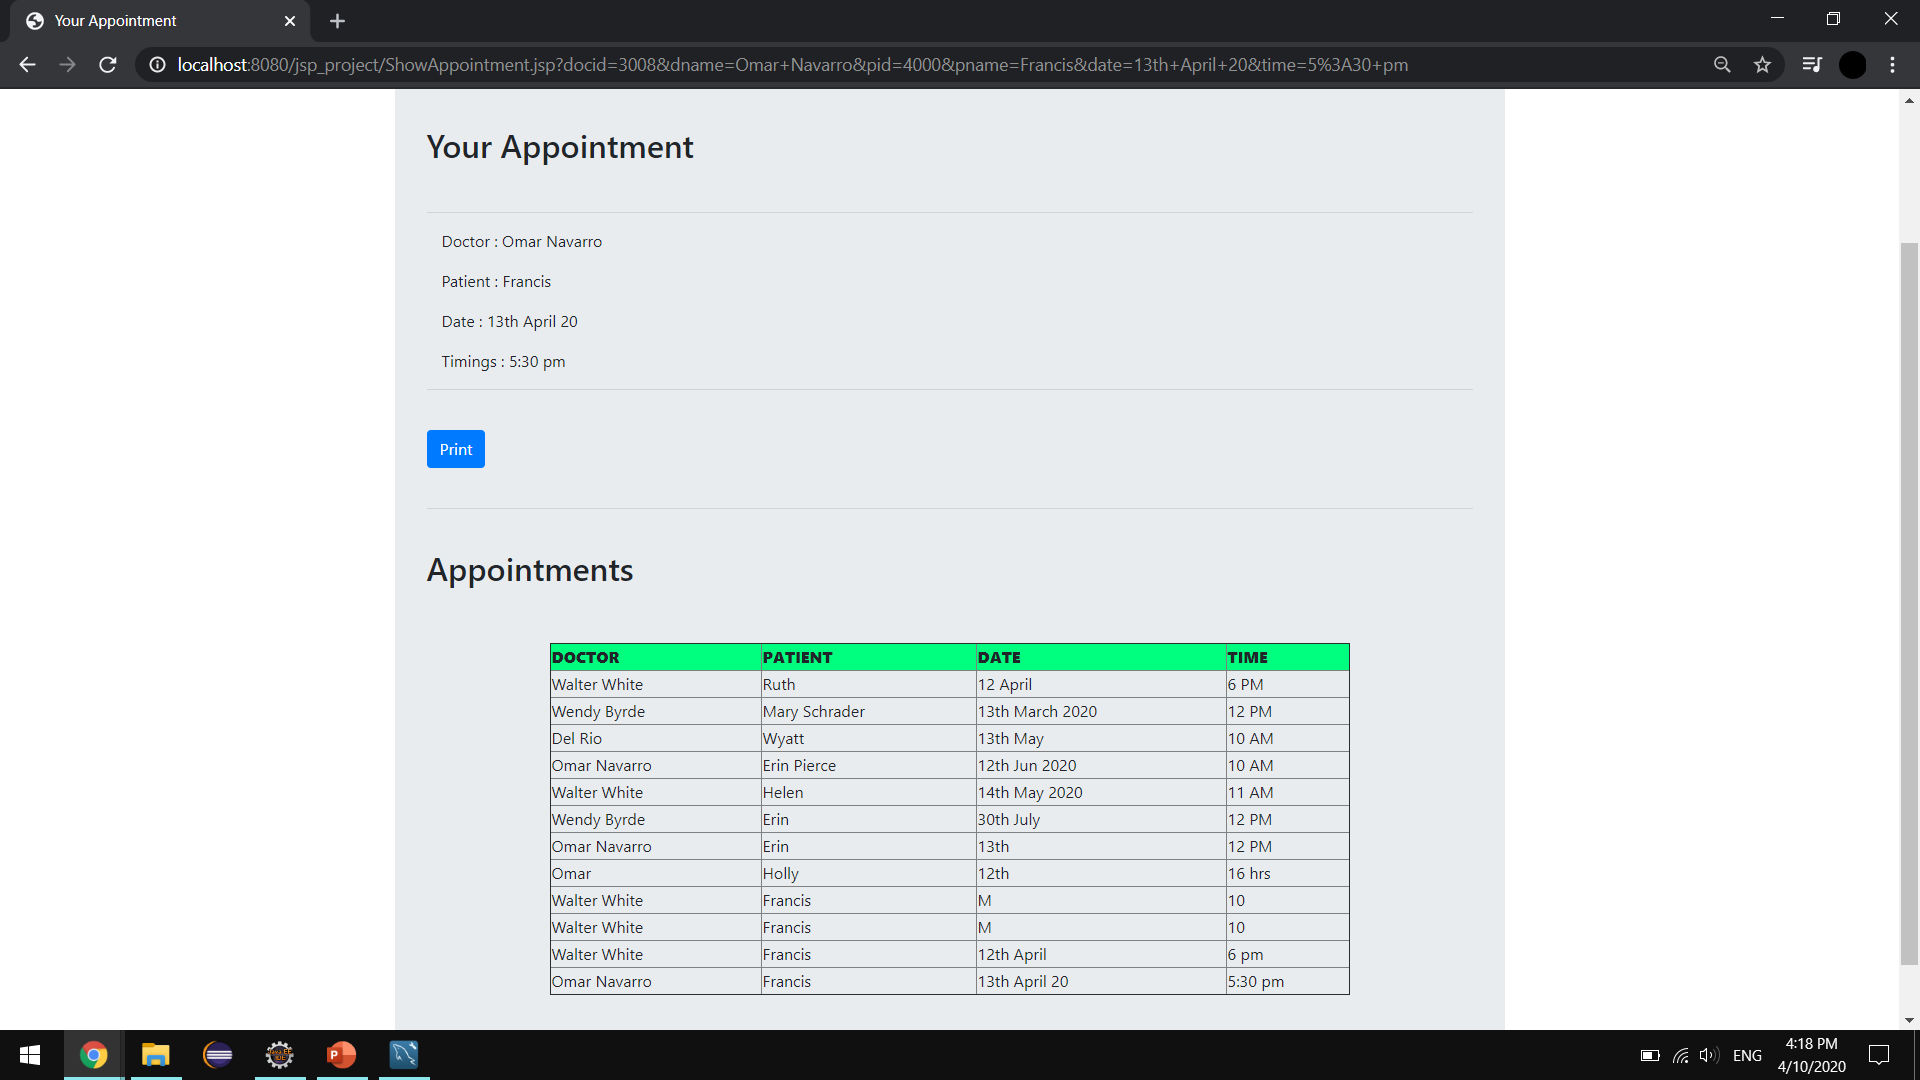 Your Appointment
localhost:8080/jsp_project/ShowAppointment.jsp?docid=3008&dname=Omar+Navarro&pid=4000&pname=Francis&date=13th+April+20&time=5%3A30+pm
Your Appointment
Doctor : Omar Navarro
Patient : Francis
Date : 13th April 20
Timings : 5:30 pm
Print
Appointments
DOCTOR PATIENT DATE TIME
Walter White Ruth 12 April 6 PM
Wendy Byrde Mary Schrader 13th March 2020 12 PM
Del Rio Wyatt 13th May 10 AM
Omar Navarro Erin Pierce 12th Jun 2020 10 AM
Walter White Helen 14th May 2020 11 AM
Wendy Byrde Erin 30th July 12 PM
Omar Navarro Erin 13th 12 PM
Omar Holly 12th 16 hrs
Walter White Francis M 10
Walter White Francis M 10
Walter White Francis 12th April 6 pm
Omar Navarro Francis 13th April 20 5:30 pm
ENG
4:18 PM
4/10/2020